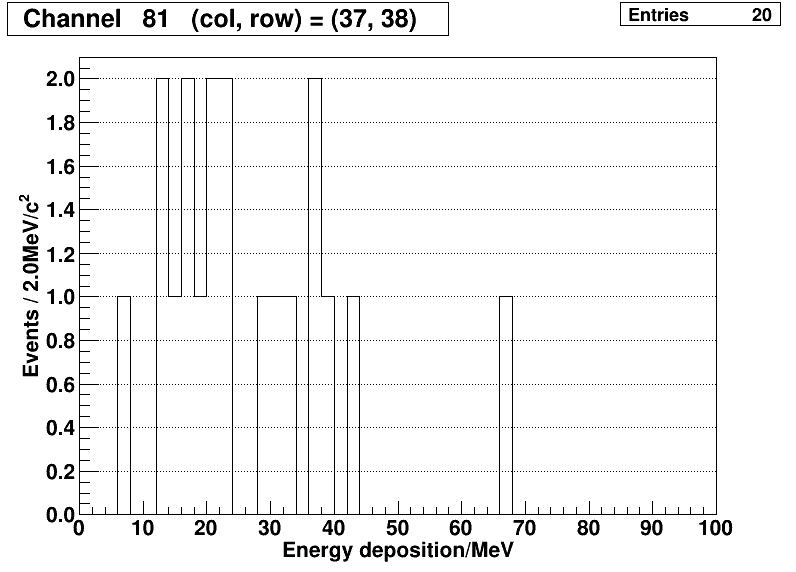 Channel 81 (col, row) = (37, 38)
Entries 20
2.0
1.8
1.6
1.4
1.2
1.0
0.8
0.6
0.4
0.2
0.0
Events / 2.0MeV/c²
0 10 20 30 40 50 60 70 80 90 100
Energy deposition/MeV